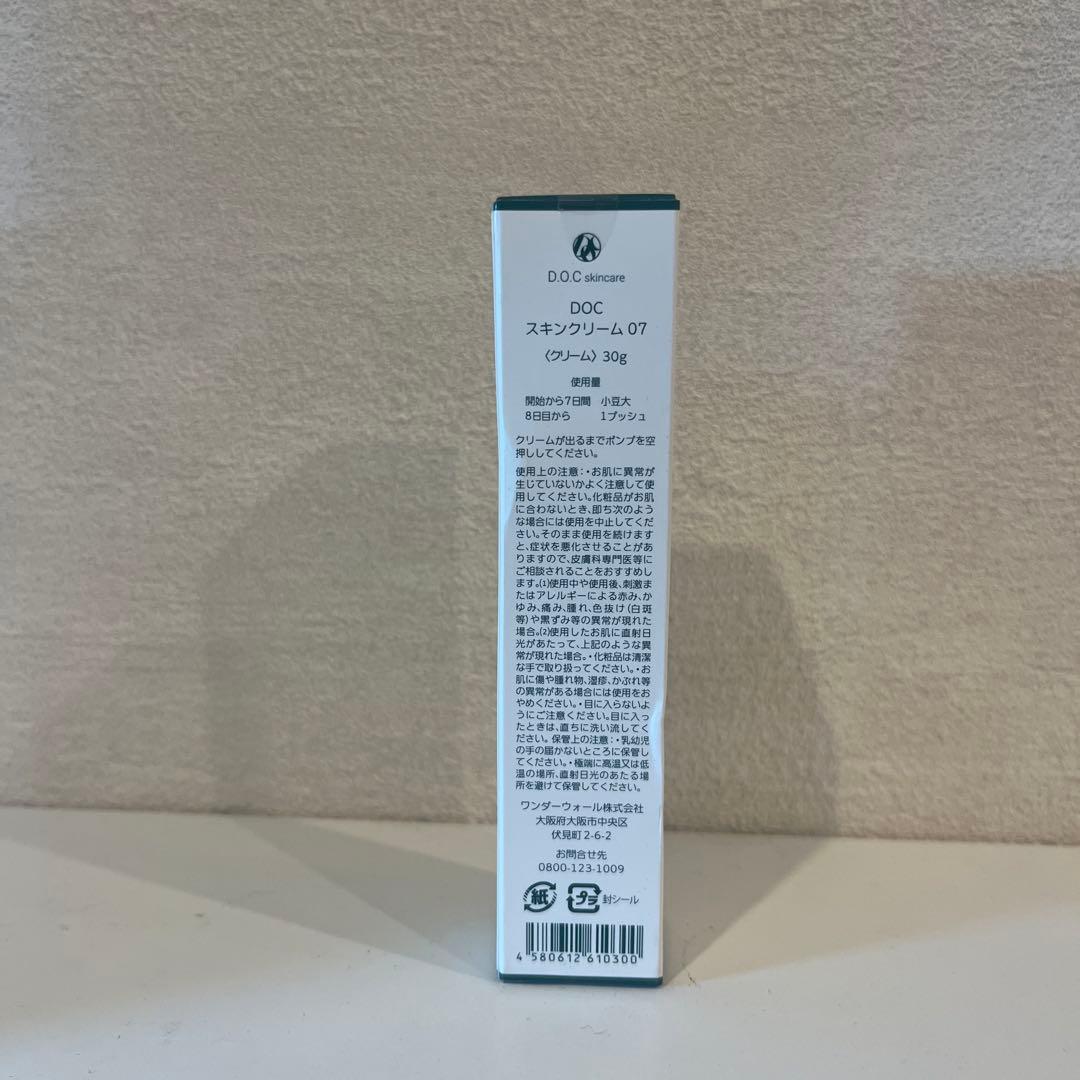 D.O.C skincare
DOC
スキンクリーム 07
〈クリーム〉 30g
使用量
開始から7日間 小豆大
8日目から 1プッシュ
クリームが出るまでポンプを空
押ししてください。
使用上の注意:・お肌に異常が
生じていないかよく注意して使
用してください。化粧品がお肌
に合わないとき、即ち次のよう
な場合には使用を中止してくだ
さい。そのまま使用を続けます
と、症状を悪化させることがあ
りますので、皮膚科専門医等に
ご相談されることをおすすめし
ます。(1)使用中や使用後、刺激ま
たはアレルギーによる赤み、か
ゆみ、痛み、腫れ、色抜け(白斑
等)や黒ずみ等の異常が現れた
場合。(2)使用したお肌に直射日
光があたって、上記のような異
常が現れた場合。・化粧品は清潔
な手で取り扱ってください。・お
肌に傷や腫れ物、湿疹、かぶれ等
の異常がある場合には使用をお
やめください。・目に入らないよ
うにご注意ください。目に入っ
たときは、直ちに洗い流してく
ださい。保管上の注意:・乳幼児
の手の届かないところに保管し
てください。・極端に高温又は低
温の場所、直射日光のあたる場
所を避けて保管してください。
ワンダーウォール株式会社
大阪府大阪市中央区
伏見町 2-6-2
お問合せ先
0800-123-1009
紙 プラ 封シール
4 580612 610300